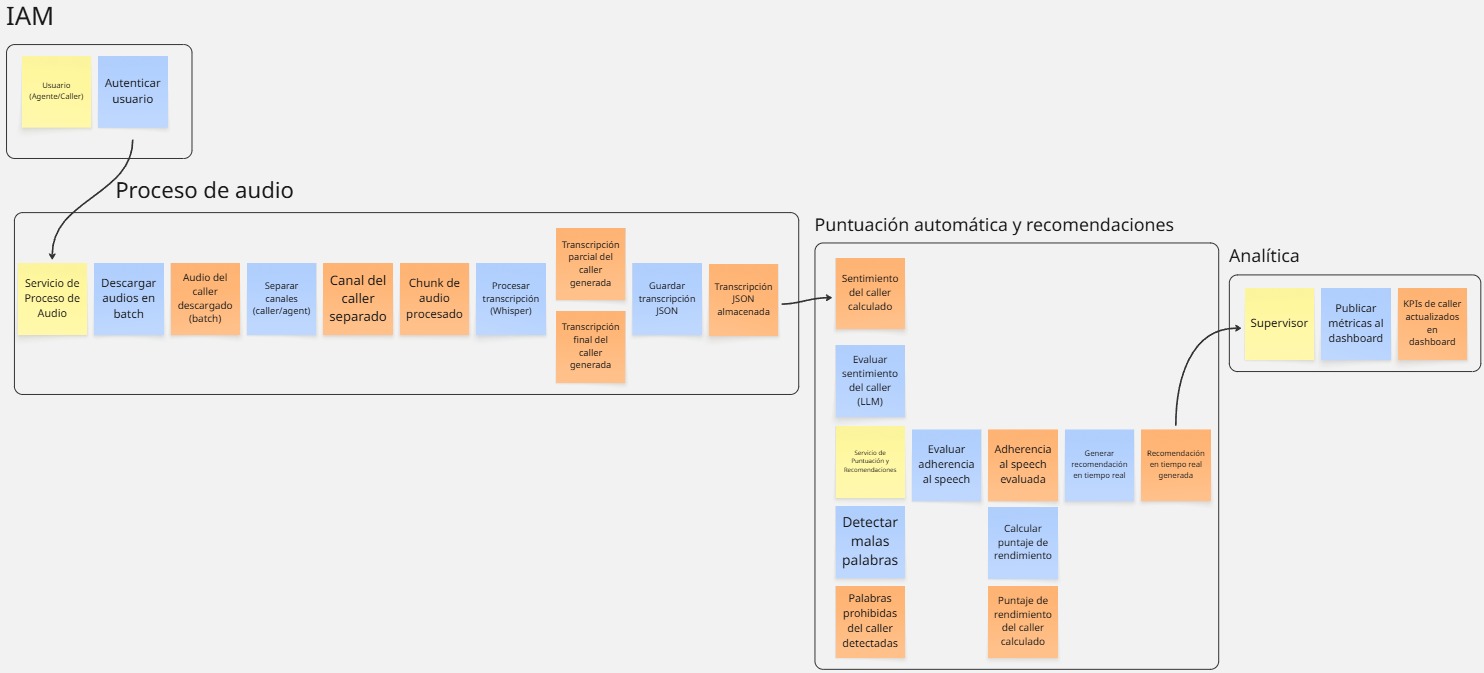 IAM
Usuario
(Agente/Caller)
Autenticar
usuario
Proceso de audio
Servicio de
Proceso de
Audio
Descargar
audios en
batch
Audio del
caller
descargado
(batch)
Separar
canales
(caller/agent)
Canal del
caller
separado
Chunk de
audio
procesado
Procesar
transcripción
(Whisper)
Transcripción
parcial del
caller
generada
Transcripción
final del
caller
generada
Guardar
transcripción
JSON
Transcripción
JSON
almacenada
Puntuación automática y recomendaciones
Sentimiento
del caller
calculado
Evaluar
sentimiento
del caller
(LLM)
Servicio de
Puntuación y
Recomendaciones
Evaluar
adherencia
al speech
Adherencia
al speech
evaluada
Generar
recomendación
en tiempo real
Recomendación
en tiempo real
generada
Detectar
malas
palabras
Calcular
puntaje de
rendimiento
Palabras
prohibidas
del caller
detectadas
Puntaje de
rendimiento
del caller
calculado
Analítica
Supervisor
Publicar
métricas al
dashboard
KPIs de caller
actualizados
en
dashboard